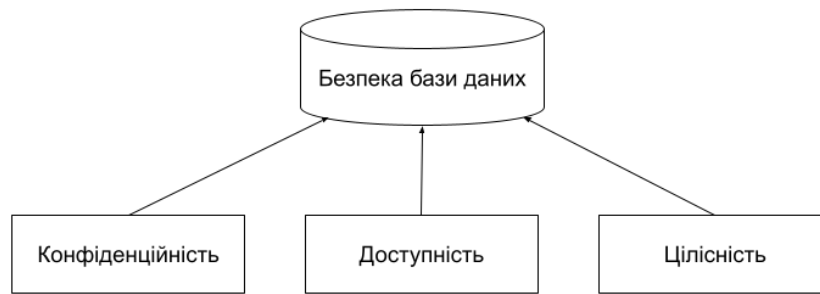 Безпека бази даних
Конфіденційність
Доступність
Цілісність